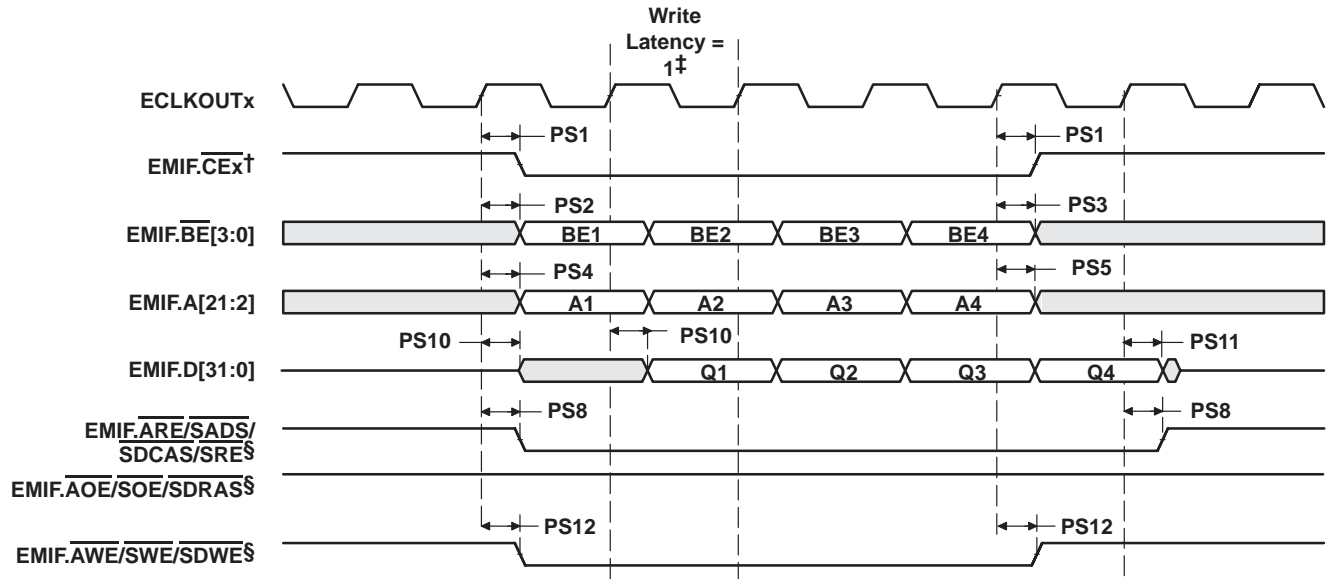 Write
Latency =
1‡
ECLKOUTx
PS1 PS1
EMIF.CEx†
PS2 PS3
EMIF.BE[3:0] BE1 BE2 BE3 BE4
PS4 PS5
EMIF.A[21:2] A1 A2 A3 A4
PS10 PS10 PS11
EMIF.D[31:0] Q1 Q2 Q3 Q4
PS8 PS8
EMIF.ARE/SADS/
SDCAS/SRE§
EMIF.AOE/SOE/SDRAS§
PS12 PS12
EMIF.AWE/SWE/SDWE§